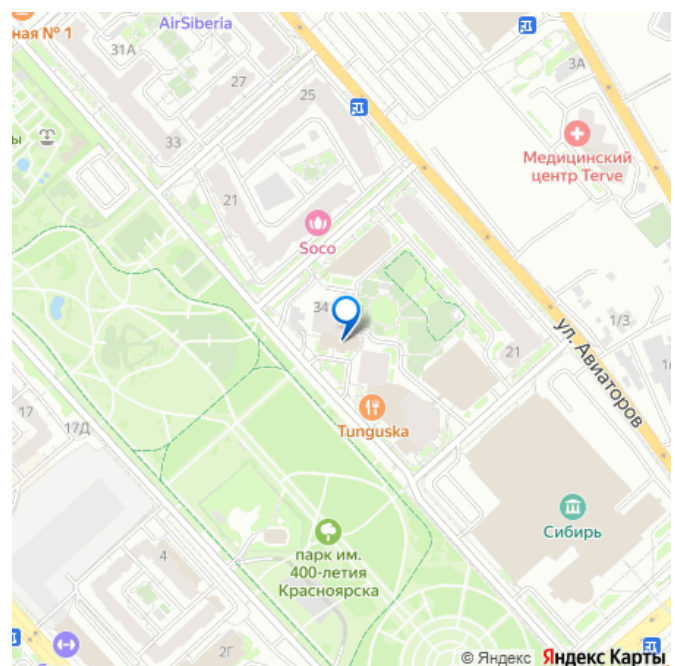 AirSiberia
ная № 1
31А
27
25
3А
33
ы
Медицинский
центр Terve
21
Soco
34
ул. Авиаторов
1/3
21
17
17Д
Tunguska
Сибирь
парк им.
400-летия
Красноярска
4
2Г
© Яндекс Яндекс Карты